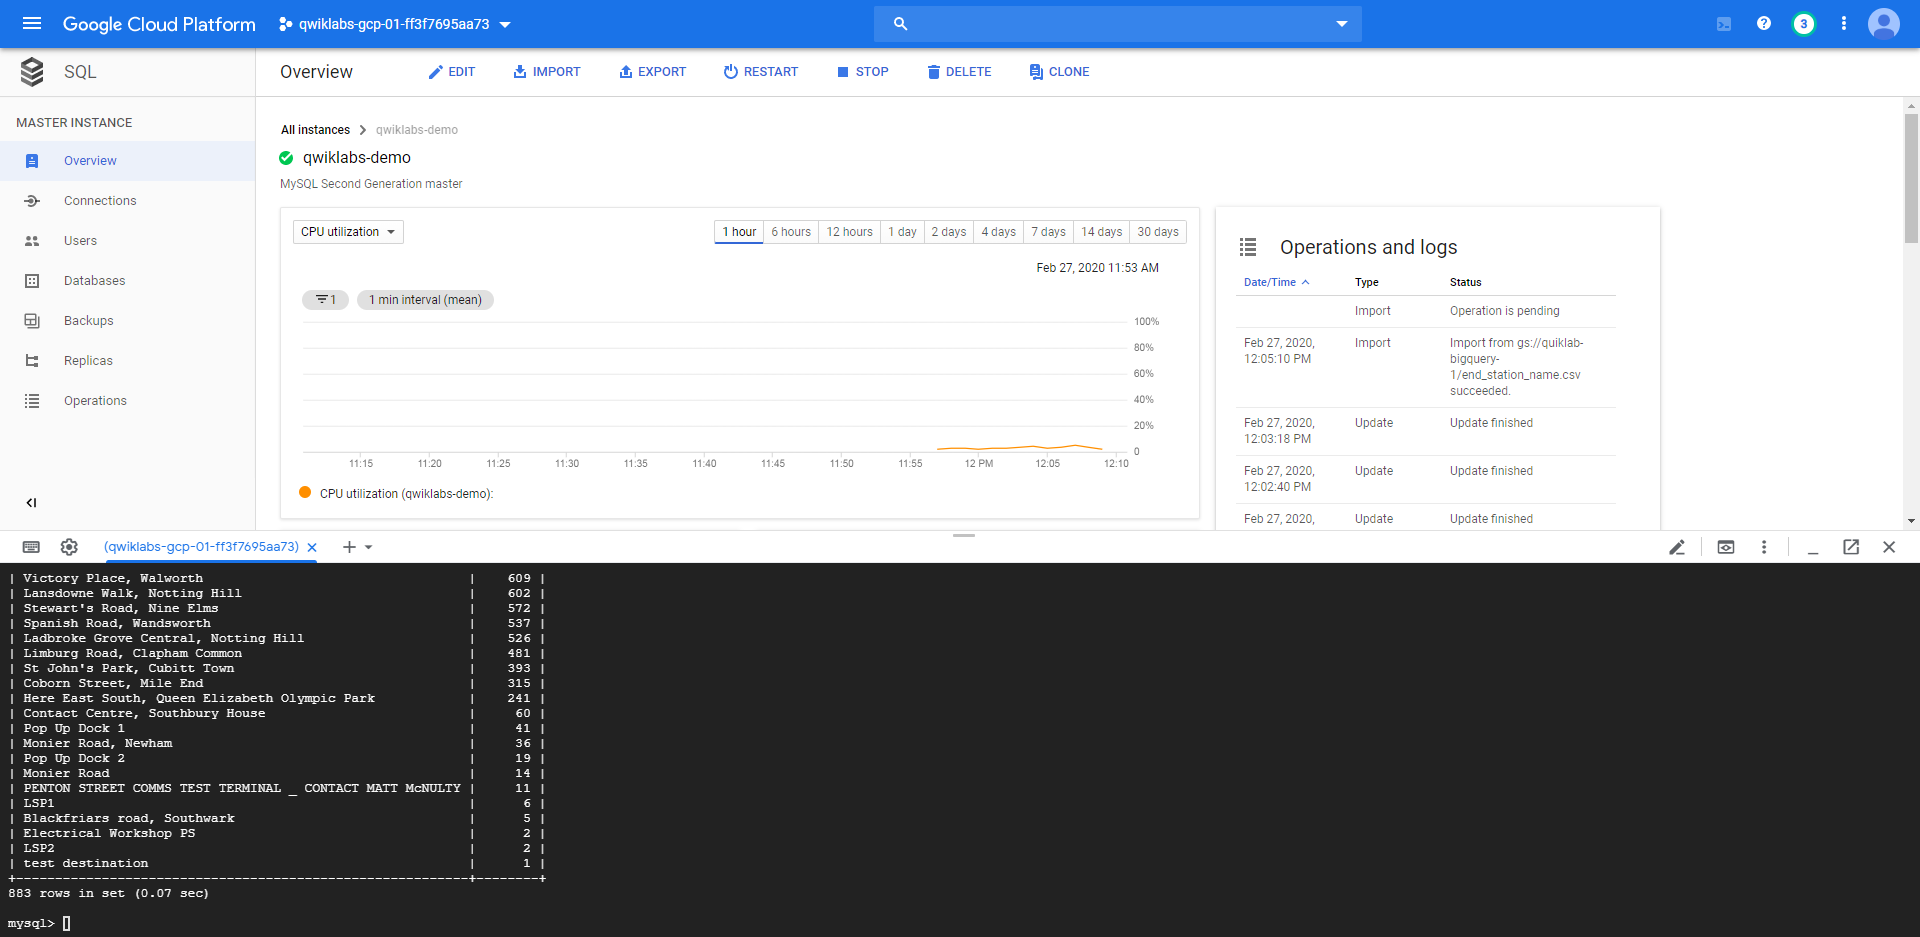 Google Cloud Platform
qwiklabs-gcp-01-ff3f7695aa73
3
SQL
Overview
EDIT
IMPORT
EXPORT
RESTART
STOP
DELETE
CLONE
MASTER INSTANCE
Overview
Connections
Users
Databases
Backups
Replicas
Operations
All instances
qwiklabs-demo
qwiklabs-demo
MySQL Second Generation master
CPU utilization
1 hour
6 hours
12 hours
1 day
2 days
4 days
7 days
14 days
30 days
Feb 27, 2020 11:53 AM
1
1 min interval (mean)
100%
80%
60%
40%
20%
0
11:15
11:20
11:25
11:30
11:35
11:40
11:45
11:50
11:55
12 PM
12:05
12:10
CPU utilization (qwiklabs-demo):
Operations and logs
Date/Time Type Status
Import Operation is pending
Feb 27, 2020, Import Import from gs://quiklab-
12:05:10 PM bigquery-
1/end_station_name.csv
succeeded.
Feb 27, 2020, Update Update finished
12:03:18 PM
Feb 27, 2020, Update Update finished
12:02:40 PM
Feb 27, 2020, Update Update finished
(qwiklabs-gcp-01-ff3f7695aa73)
| Victory Place, Walworth | 609 |
| Lansdowne Walk, Notting Hill | 602 |
| Stewart's Road, Nine Elms | 572 |
| Spanish Road, Wandsworth | 537 |
| Ladbroke Grove Central, Notting Hill | 526 |
| Limburg Road, Clapham Common | 481 |
| St John's Park, Cubitt Town | 393 |
| Coborn Street, Mile End | 315 |
| Here East South, Queen Elizabeth Olympic Park | 241 |
| Contact Centre, Southbury House | 60 |
| Pop Up Dock 1 | 41 |
| Monier Road, Newham | 36 |
| Pop Up Dock 2 | 19 |
| Monier Road | 14 |
| PENTON STREET COMMS TEST TERMINAL _ CONTACT MATT McNULTY | 11 |
| LSP1 | 6 |
| Blackfriars road, Southwark | 5 |
| Electrical Workshop PS | 2 |
| LSP2 | 2 |
| test destination | 1 |
+----------------------------------------------------------+--------+
883 rows in set (0.07 sec)
mysql>